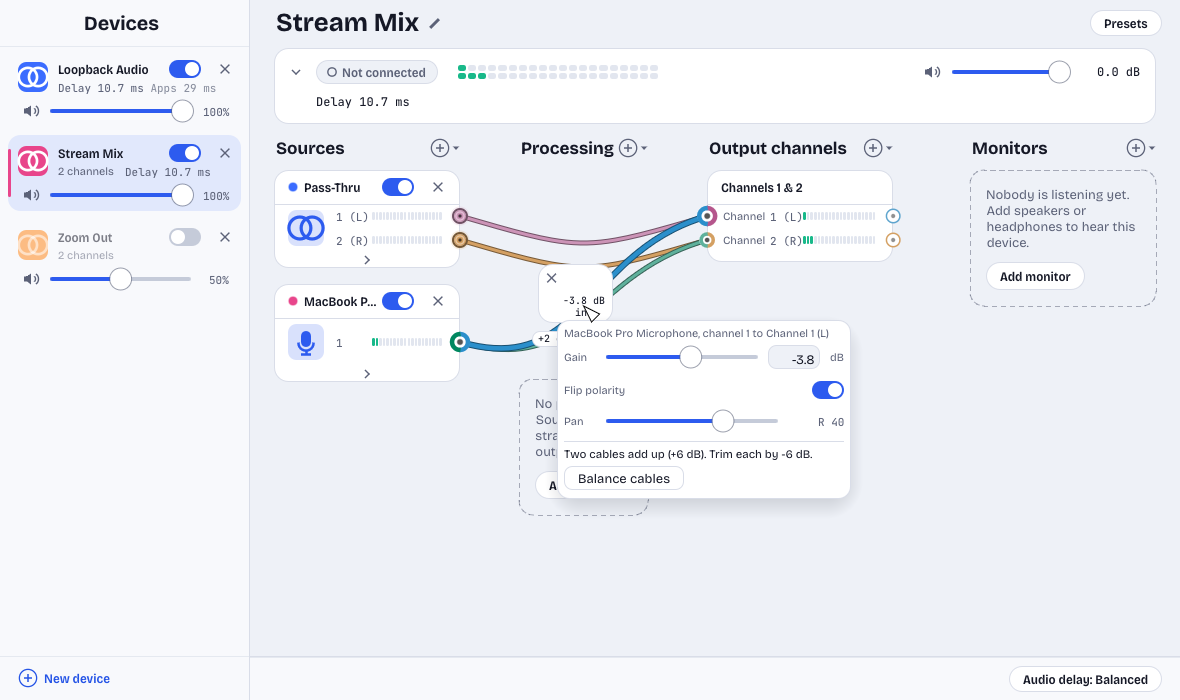 Devices
Loopback Audio
Delay 10.7 ms Apps 29 ms
100%
Stream Mix
2 channels Delay 10.7 ms
100%
Zoom Out
2 channels
50%
New device
Stream Mix
Presets
Not connected
0.0 dB
Delay 10.7 ms
Sources
Processing
Output channels
Monitors
Pass-Thru
1 (L)
2 (R)
MacBook P...
1
Channels 1 & 2
Channel 1 (L)
Channel 2 (R)
Nobody is listening yet.
Add speakers or
headphones to hear this
device.
Add monitor
-3.8 dB
+2
MacBook Pro Microphone, channel 1 to Channel 1 (L)
Gain
-3.8
dB
Flip polarity
Pan
R 40
Two cables add up (+6 dB). Trim each by -6 dB.
Balance cables
No
Audio delay: Balanced